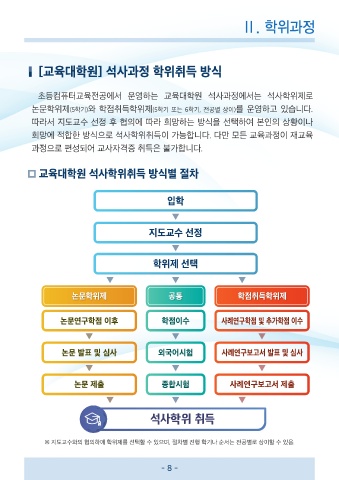 Ⅱ. 학위과정
[교육대학원] 석사과정 학위취득 방식
초등컴퓨터교육전공에서 운영하는 교육대학원 석사과정에서는 석사학위제로
논문학위제(5학기)와 학점취득학위제(5학기 또는 6학기, 전공별 상이)를 운영하고 있습니다.
따라서 지도교수 선정 후 협의에 따라 희망하는 방식을 선택하여 본인의 상황이나
희망에 적합한 방식으로 석사학위취득이 가능합니다. 다만 모든 교육과정이 재교육
과정으로 편성되어 교사자격증 취득은 불가합니다.
□ 교육대학원 석사학위취득 방식별 절차
입학
지도교수 선정
학위제 선택
논문학위제 공통 학점취득학위제
논문연구학점 이후 학점이수 사례연구학점 및 추가학점 이수
논문 발표 및 심사 외국어시험 사례연구보고서 발표 및 심사
논문 제출 종합시험 사례연구보고서 제출
석사학위 취득
※ 지도교수와의 협의하에 학위제를 선택할 수 있으며, 절차별 진행 학기나 순서는 전공별로 상이할 수 있음.
- 8 -